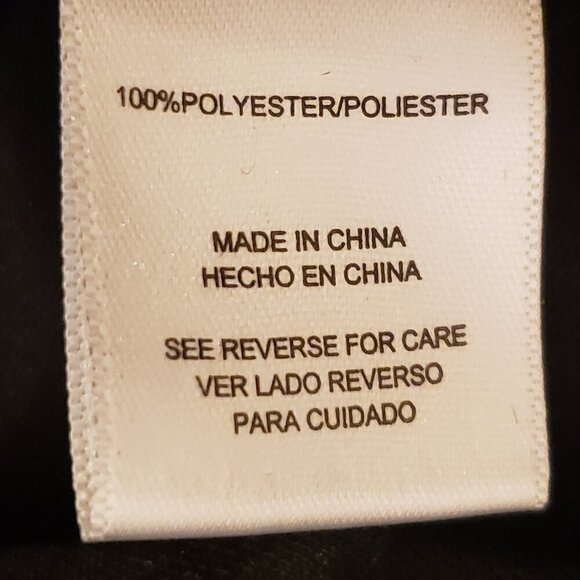 100%POLYESTER/POLIESTER
MADE IN CHINA
HECHO EN CHINA
SEE REVERSE FOR CARE
VER LADO REVERSO
PARA CUIDADO